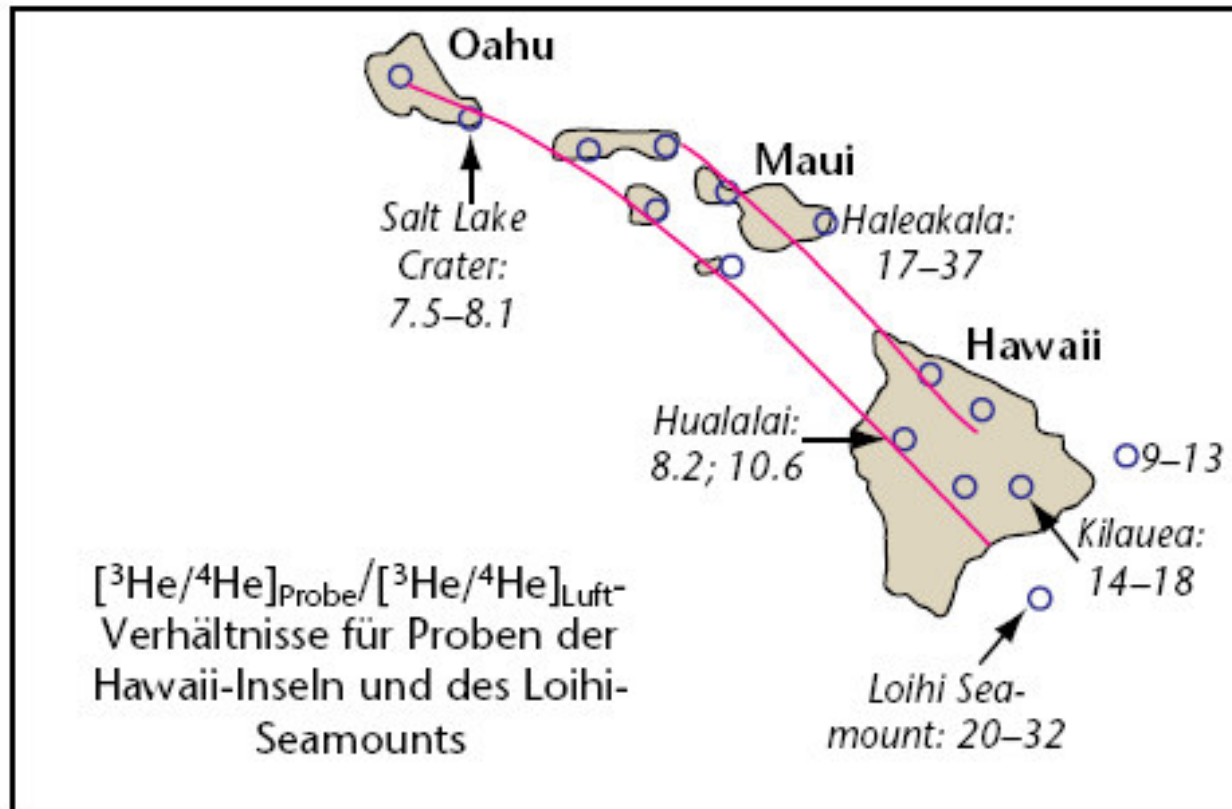 Oahu
Salt Lake
Crater:
7.5–8.1
Maui
Haleakala:
17–37
Hawaii
Hualalai:
8.2; 10.6
9–13
Kilauea:
14–18
Loihi Sea-
mount: 20–32
[³He/⁴He]Probe/[³He/⁴He]Luft-
Verhältnisse für Proben der
Hawaii-Inseln und des Loihi-
Seamounts